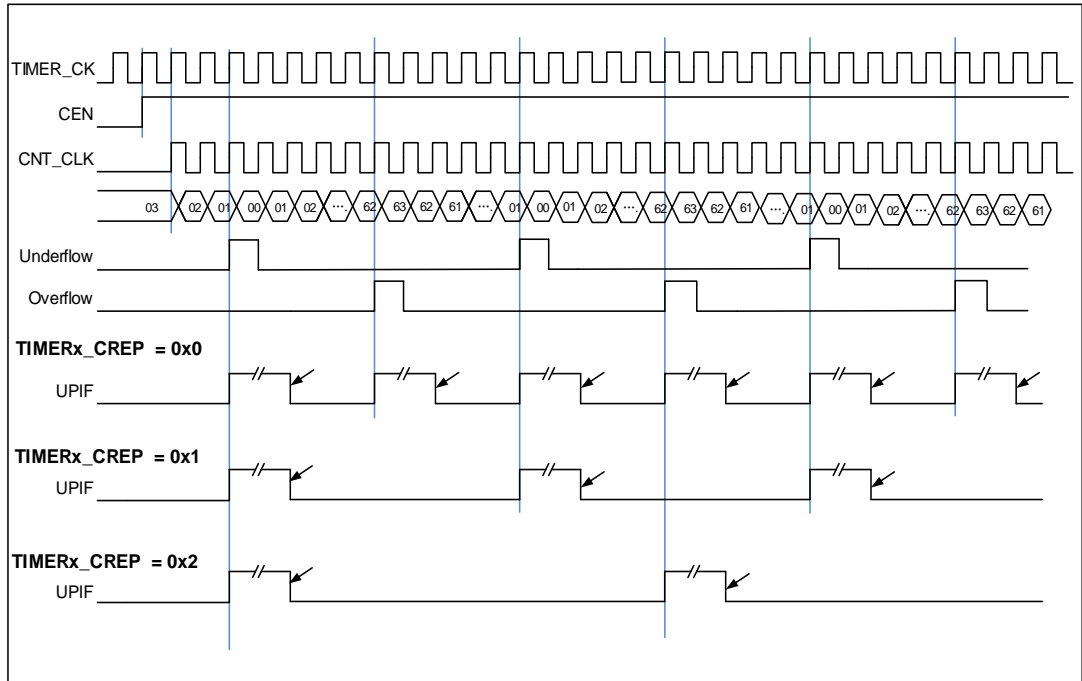 TIMER_CK
CEN
CNT_CLK
03 02 01 00 01 02 .... 62 63 62 61 .... 01 00 01 02 .... 62 63 62 61 .... 01 00 01 02 .... 62 63 62 61
Underflow
Overflow
TIMERx_CREP = 0x0
UPIF
TIMERx_CREP = 0x1
UPIF
TIMERx_CREP = 0x2
UPIF